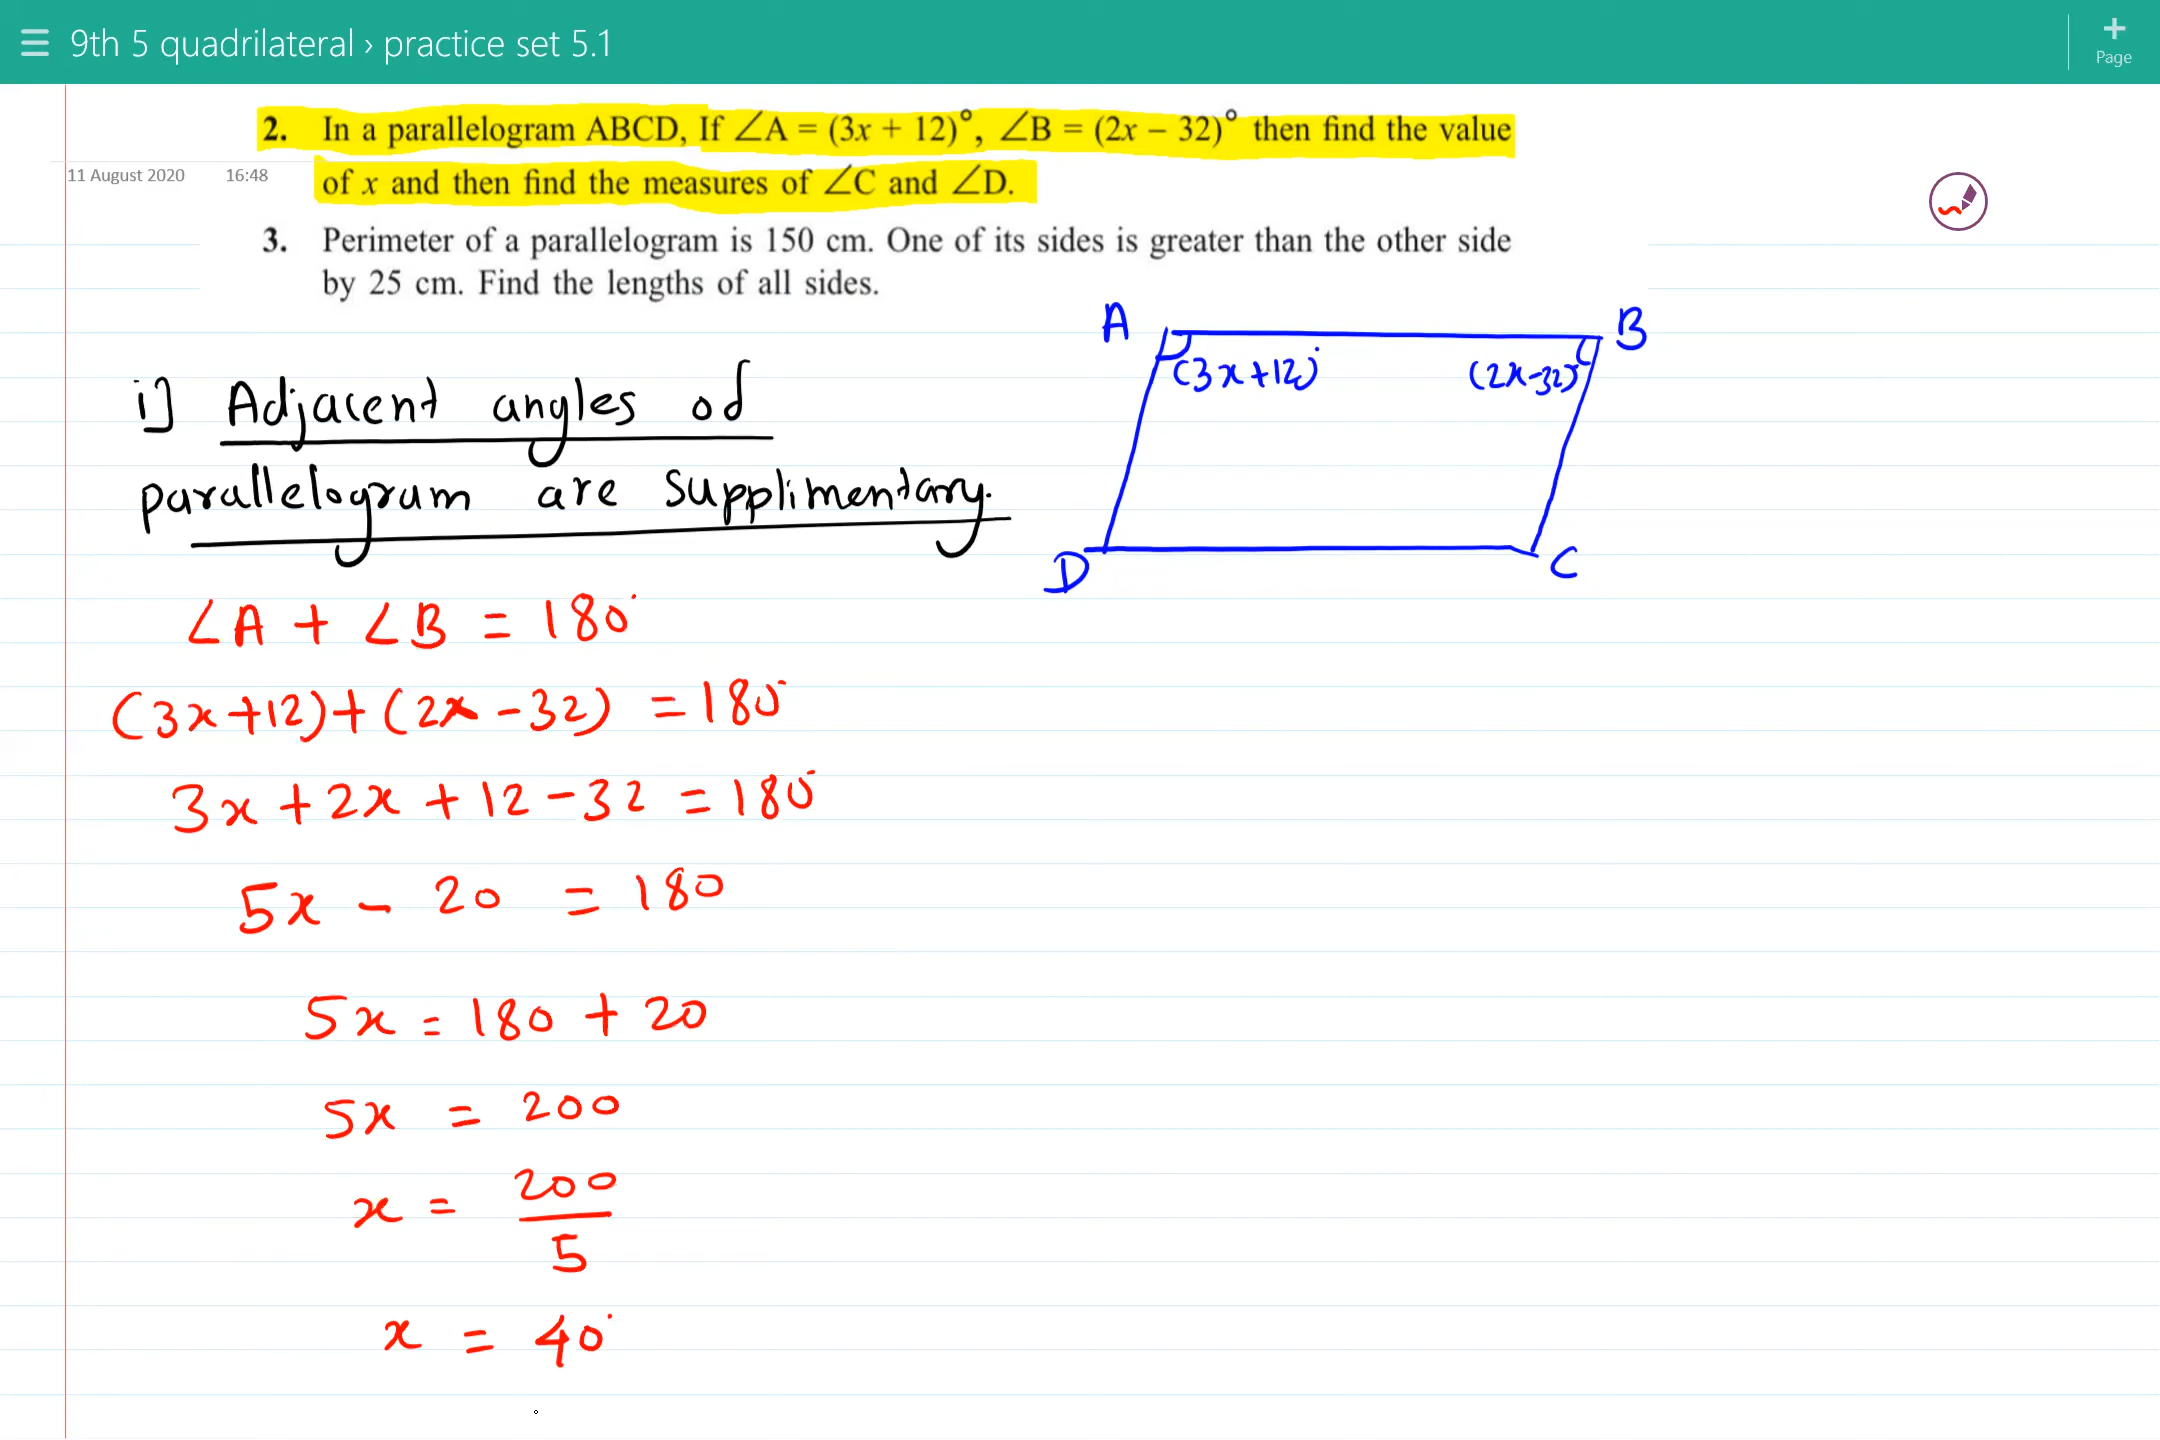 9th 5 quadrilateral › practice set 5.1
+
Page
2. In a parallelogram ABCD, If ∠A = (3x + 12)°, ∠B = (2x − 32)° then find the value
of x and then find the measures of ∠C and ∠D.
11 August 2020 16:48
3. Perimeter of a parallelogram is 150 cm. One of its sides is greater than the other side
by 25 cm. Find the lengths of all sides.
A B
(3x+12)° (2x-32)°
D C
i] Adjacent angles of
parallelogram are supplimentary.
∠A + ∠B = 180°
(3x+12)+(2x-32) = 180°
3x+2x+12-32 = 180°
5x - 20 = 180
5x = 180 + 20
5x = 200
x = 200/5
x = 40°